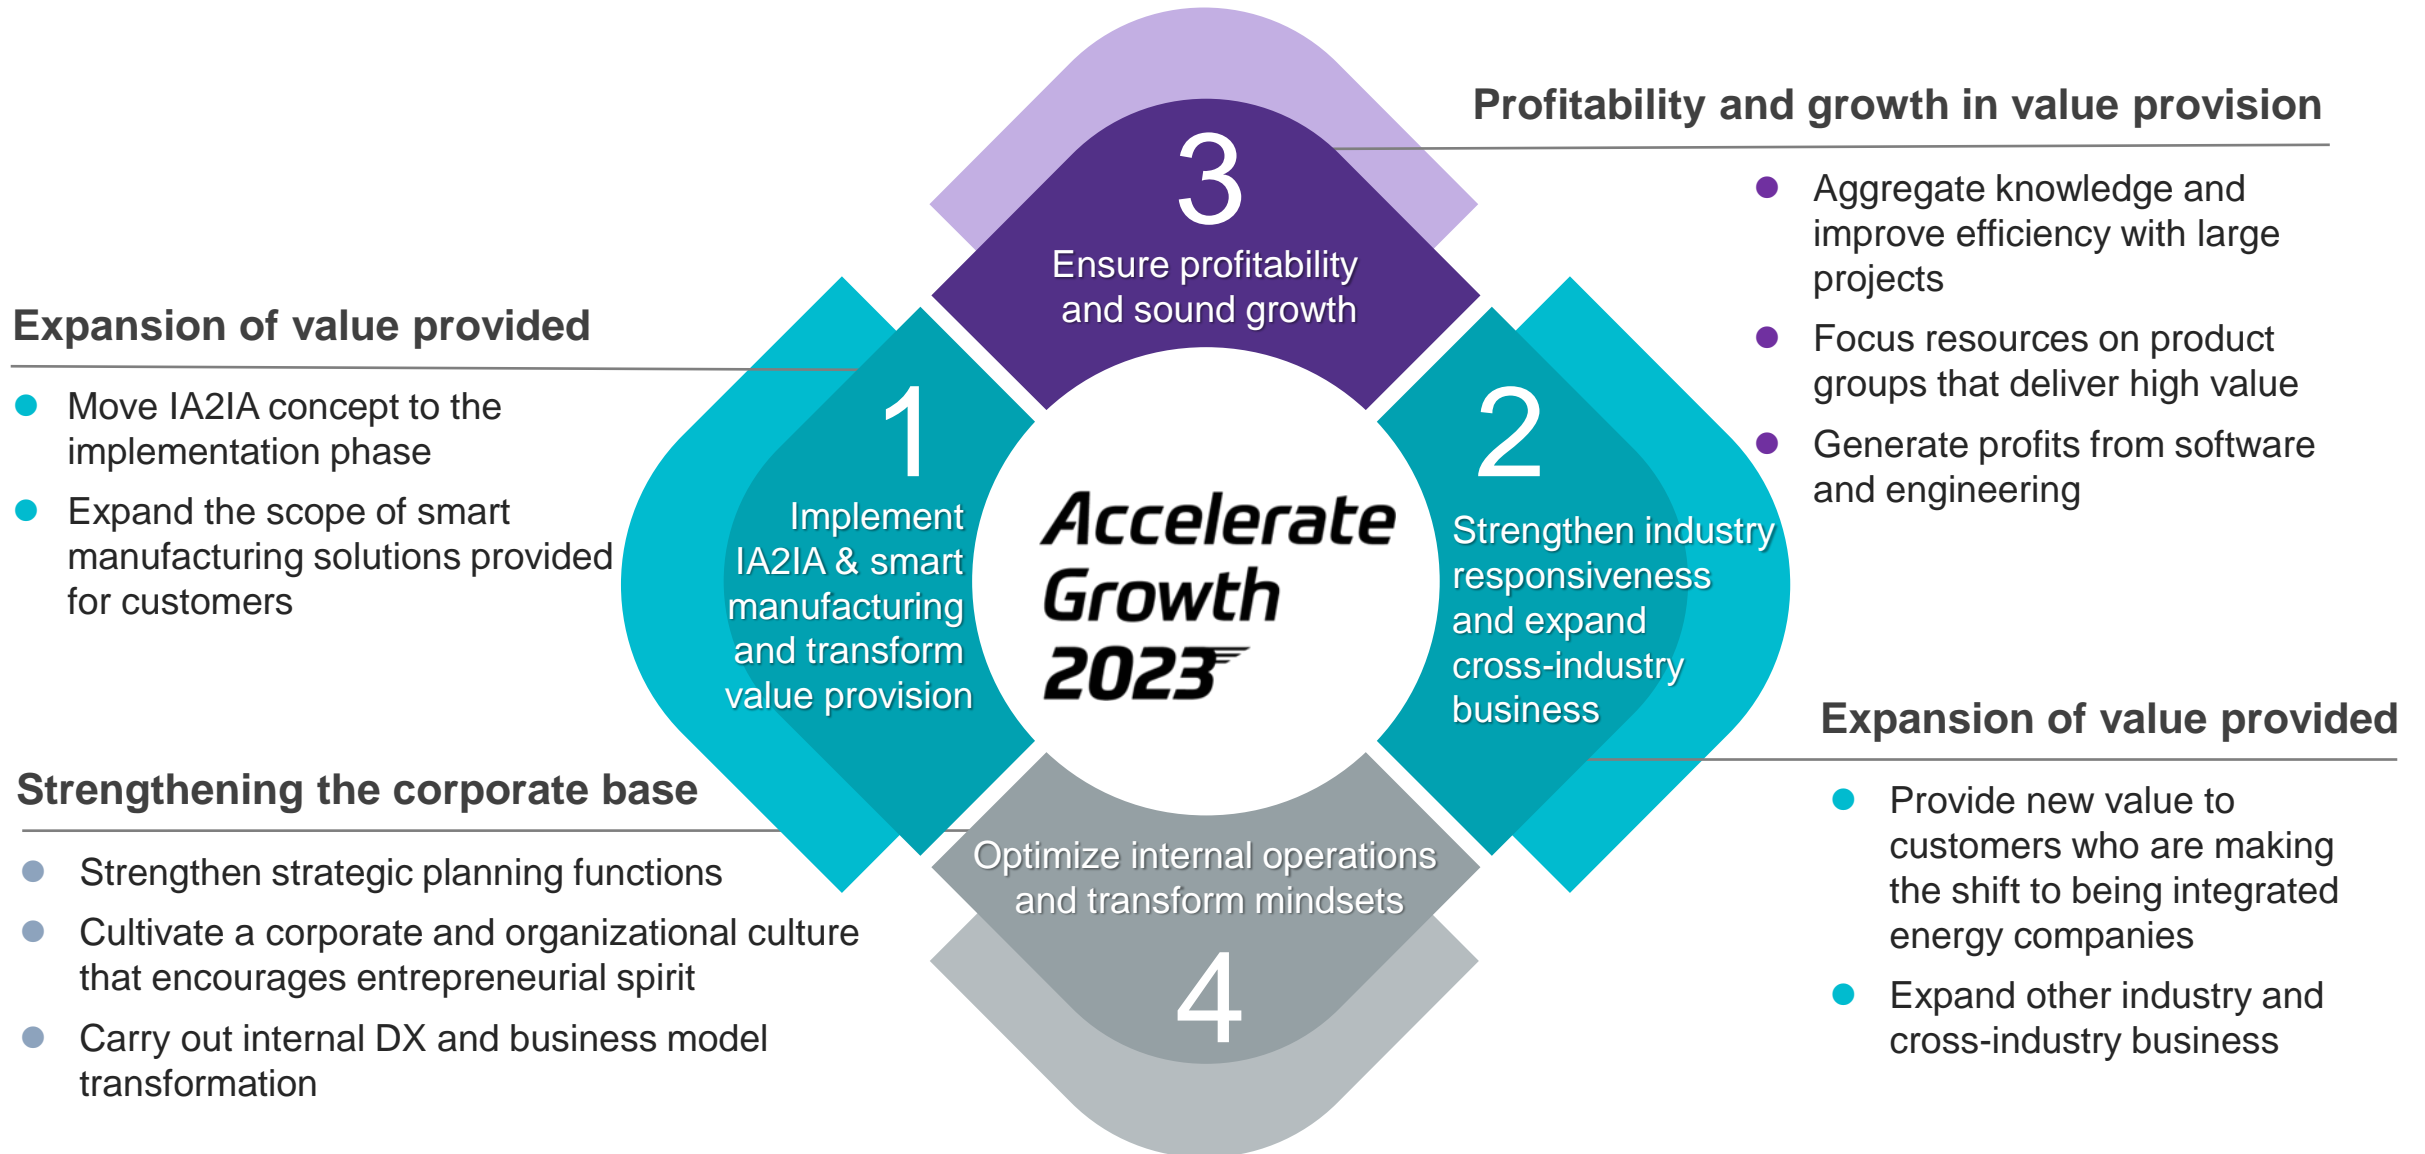 Expansion of value provided
Move IA2IA concept to the
implementation phase
Expand the scope of smart
manufacturing solutions provided
for customers
1
Implement
IA2IA & smart
manufacturing
and transform
value provision
3
Ensure profitability
and sound growth
Profitability and growth in value provision
Aggregate knowledge and
improve efficiency with large
projects
Focus resources on product
groups that deliver high value
Generate profits from software
and engineering
Accelerate
Growth
2023
2
Strengthen industry
responsiveness
and expand
cross-industry
business
Expansion of value provided
Provide new value to
customers who are making
the shift to being integrated
energy companies
Expand other industry and
cross-industry business
Strengthening the corporate base
Strengthen strategic planning functions
Cultivate a corporate and organizational culture
that encourages entrepreneurial spirit
Carry out internal DX and business model
transformation
Optimize internal operations
and transform mindsets
4